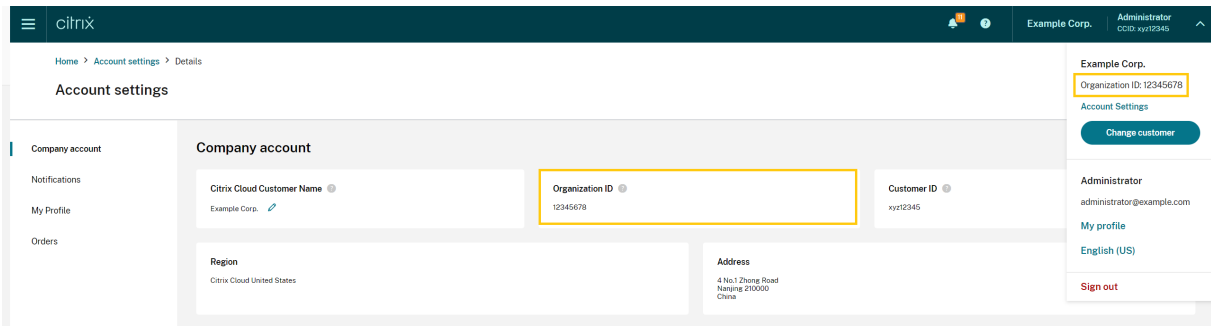 citrix
11
Example Corp.
Administrator
CCID: xyz12345
Home > Account settings > Details
Account settings
Company account
Notifications
My Profile
Orders
Company account
Citrix Cloud Customer Name
Example Corp.
Organization ID
12345678
Customer ID
xyz12345
Region
Citrix Cloud United States
Address
4 No.1 Zhong Road
Nanjing 210000
China
Example Corp.
Organization ID: 12345678
Account Settings
Change customer
Administrator
administrator@example.com
My profile
English (US)
Sign out